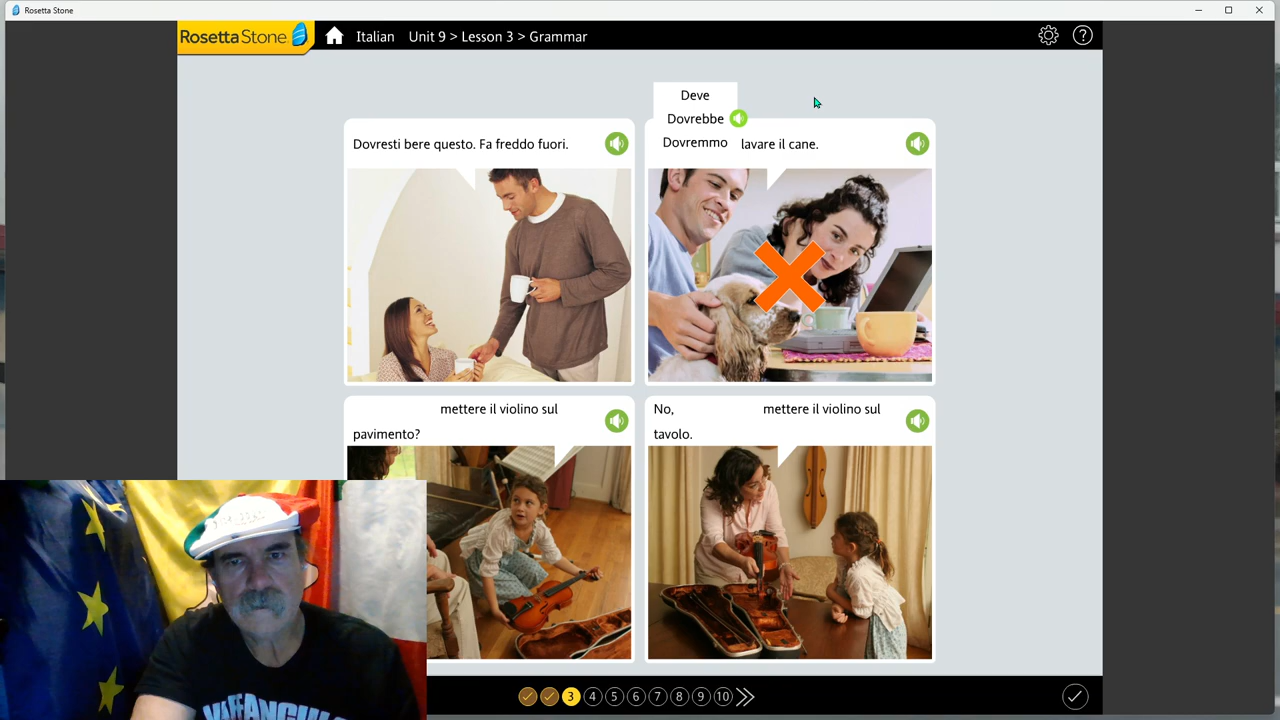 Rosetta Stone
RosettaStone
Italian Unit 9 > Lesson 3 > Grammar
?
Deve
Dovrebbe
Dovremmo
Dovresti bere questo. Fa freddo fuori.
lavare il cane.
mettere il violino sul
pavimento?
No, mettere il violino sul
tavolo.
3 4 5 6 7 8 9 10